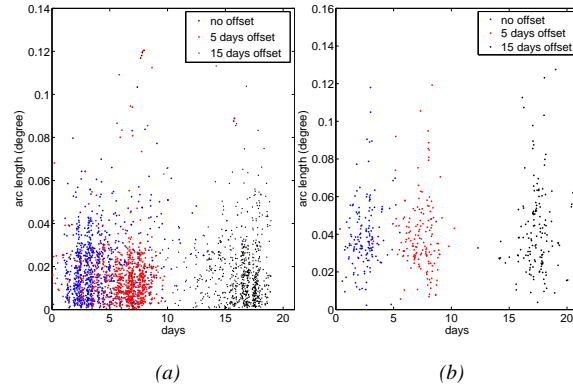 0.14
0.12
0.1
0.08
0.06
0.04
0.02
0
arc length (degree)
no offset
5 days offset
15 days offset
0 5 10 15 20
days
(a)
0.16
0.14
0.12
0.1
0.08
0.06
0.04
0.02
0
arc length (degree)
no offset
5 days offset
15 days offset
0 5 10 15 20
days
(b)